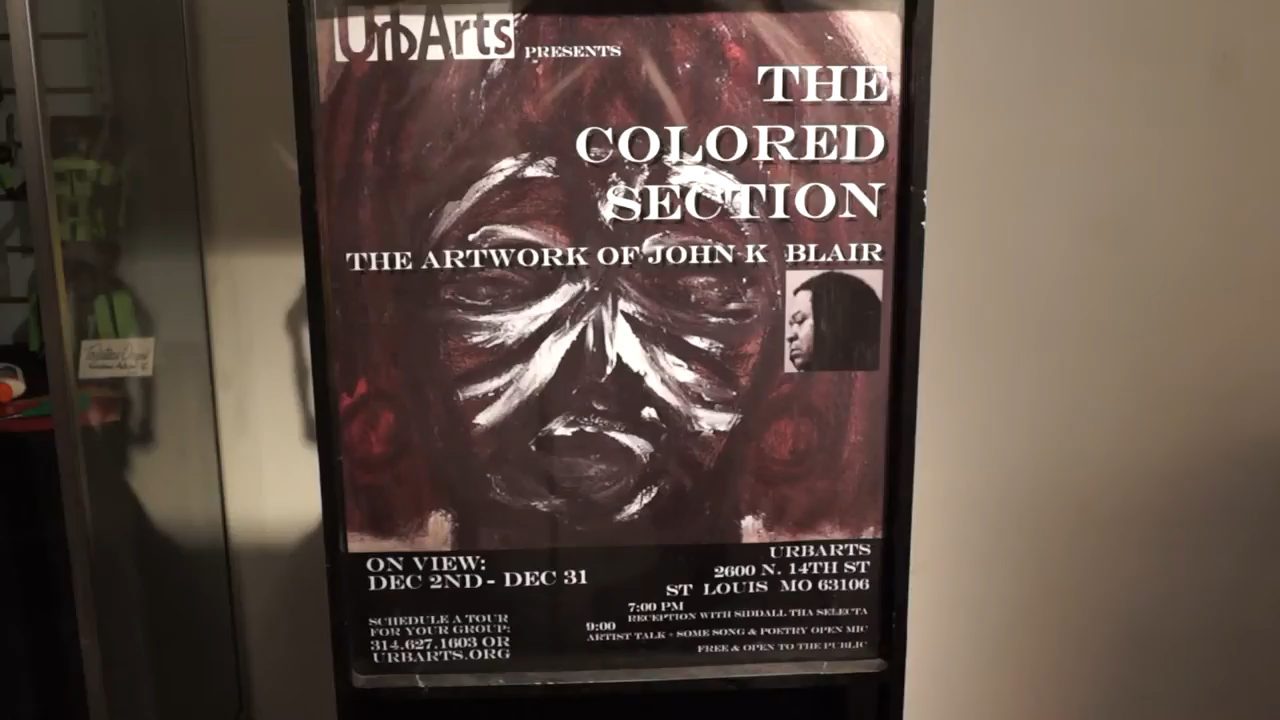 UrbArts PRESENTS
THE
COLORED
SECTION
THE ARTWORK OF JOHN K BLAIR
ON VIEW:
DEC 2ND - DEC 31
URBARTS
2600 N. 14TH ST
ST LOUIS MO 63106
SCHEDULE A TOUR
FOR YOUR GROUP:
314.627.1603 OR
URBARTS.ORG
7:00 PM
RECEPTION WITH SIDDALL THA SELECTA
9:00
ARTIST TALK + SOME SONG & POETRY OPEN MIC
FREE & OPEN TO THE PUBLIC